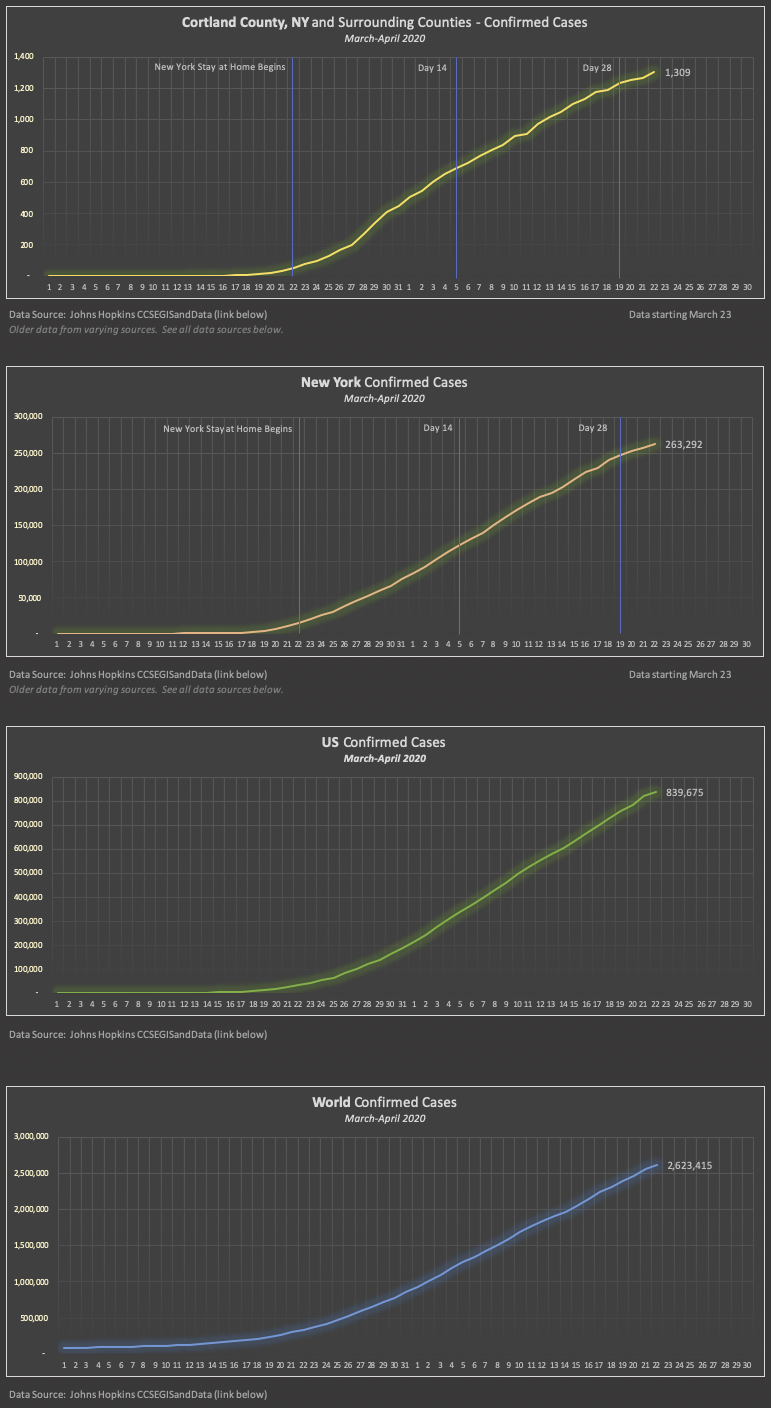 Cortland County, NY and Surrounding Counties - Confirmed Cases
March-April 2020
1,400
New York Stay at Home Begins
Day 14
Day 28
1,309
1,200
1,000
800
600
400
200
-
1 2 3 4 5 6 7 8 9 10 11 12 13 14 15 16 17 18 19 20 21 22 23 24 25 26 27 28 29 30 31 1 2 3 4 5 6 7 8 9 10 11 12 13 14 15 16 17 18 19 20 21 22 23 24 25 26 27 28 29 30
Data Source: Johns Hopkins CCSEGISandData (link below) Data starting March 23
Older data from varying sources. See all data sources below.
New York Confirmed Cases
March-April 2020
300,000
New York Stay at Home Begins
Day 14
Day 28
263,292
250,000
200,000
150,000
100,000
50,000
-
1 2 3 4 5 6 7 8 9 10 11 12 13 14 15 16 17 18 19 20 21 22 23 24 25 26 27 28 29 30 31 1 2 3 4 5 6 7 8 9 10 11 12 13 14 15 16 17 18 19 20 21 22 23 24 25 26 27 28 29 30
Data Source: Johns Hopkins CCSEGISandData (link below) Data starting March 23
Older data from varying sources. See all data sources below.
US Confirmed Cases
March-April 2020
900,000
839,675
800,000
700,000
600,000
500,000
400,000
300,000
200,000
100,000
-
1 2 3 4 5 6 7 8 9 10 11 12 13 14 15 16 17 18 19 20 21 22 23 24 25 26 27 28 29 30 31 1 2 3 4 5 6 7 8 9 10 11 12 13 14 15 16 17 18 19 20 21 22 23 24 25 26 27 28 29 30
Data Source: Johns Hopkins CCSEGISandData (link below)
World Confirmed Cases
March-April 2020
3,000,000
2,623,415
2,500,000
2,000,000
1,500,000
1,000,000
500,000
-
1 2 3 4 5 6 7 8 9 10 11 12 13 14 15 16 17 18 19 20 21 22 23 24 25 26 27 28 29 30 31 1 2 3 4 5 6 7 8 9 10 11 12 13 14 15 16 17 18 19 20 21 22 23 24 25 26 27 28 29 30
Data Source: Johns Hopkins CCSEGISandData (link below)